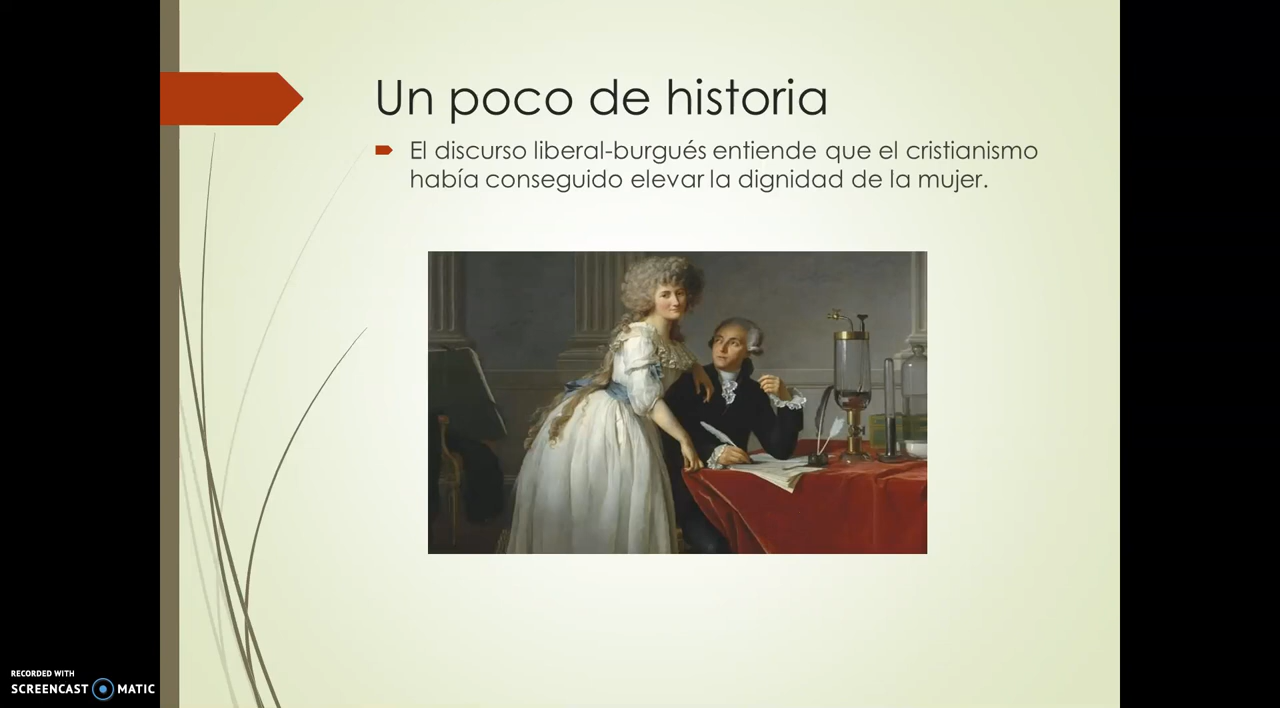 Un poco de historia
El discurso liberal-burgués entiende que el cristianismo
había conseguido elevar la dignidad de la mujer.
RECORDED WITH
SCREENCAST MATIC